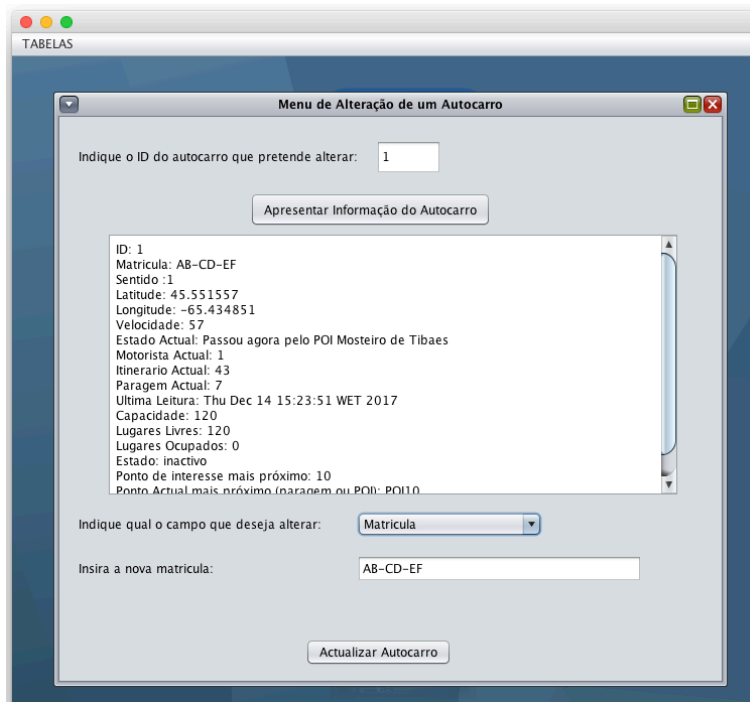 TABELAS
Menu de Alteração de um Autocarro
Indique o ID do autocarro que pretende alterar: 1
Apresentar Informação do Autocarro
ID: 1
Matricula: AB-CD-EF
Sentido :1
Latitude: 45.551557
Longitude: -65.434851
Velocidade: 57
Estado Actual: Passou agora pelo POI Mosteiro de Tibaes
Motorista Actual: 1
Itinerario Actual: 43
Paragem Actual: 7
Ultima Leitura: Thu Dec 14 15:23:51 WET 2017
Capacidade: 120
Lugares Livres: 120
Lugares Ocupados: 0
Estado: inactivo
Ponto de interesse mais próximo: 10
Ponto Actual mais próximo (paragem ou POI): POI10
Indique qual o campo que deseja alterar: Matricula
Insira a nova matricula: AB-CD-EF
Actualizar Autocarro